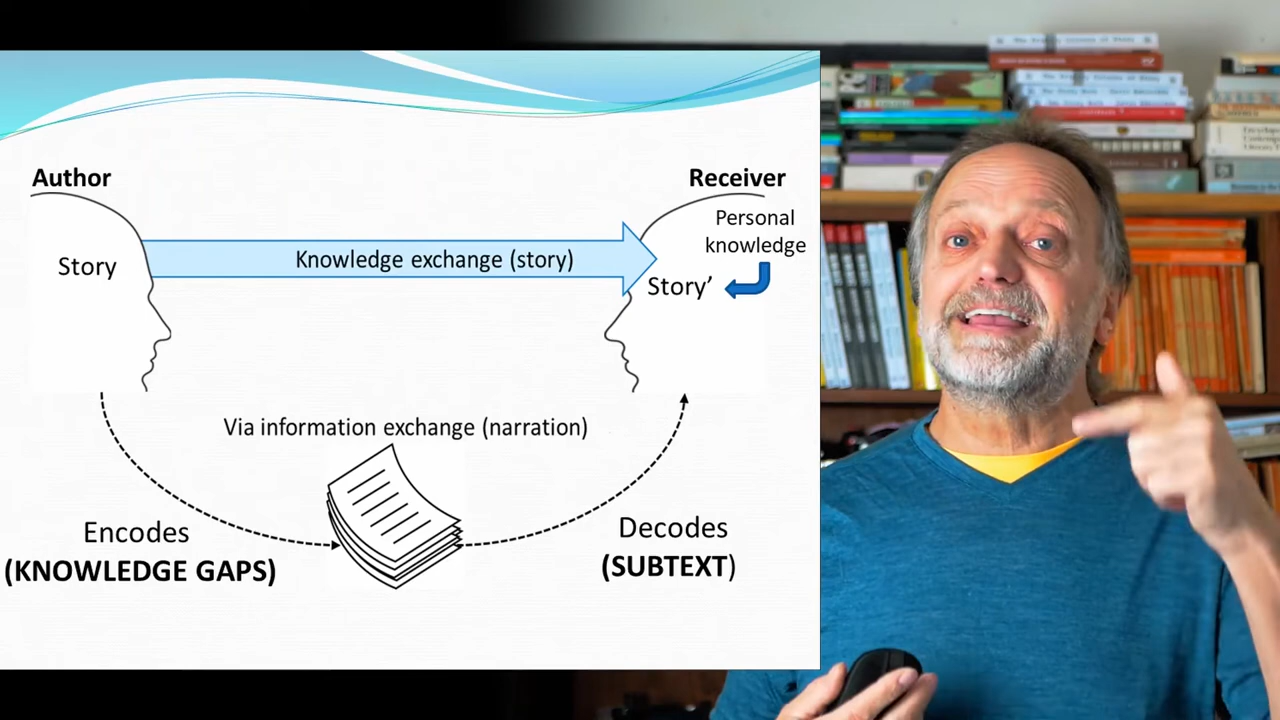 Author
Receiver
Personal
knowledge
Knowledge exchange (story)
Story
Story’
Via information exchange (narration)
Encodes
(KNOWLEDGE GAPS)
Decodes
(SUBTEXT)